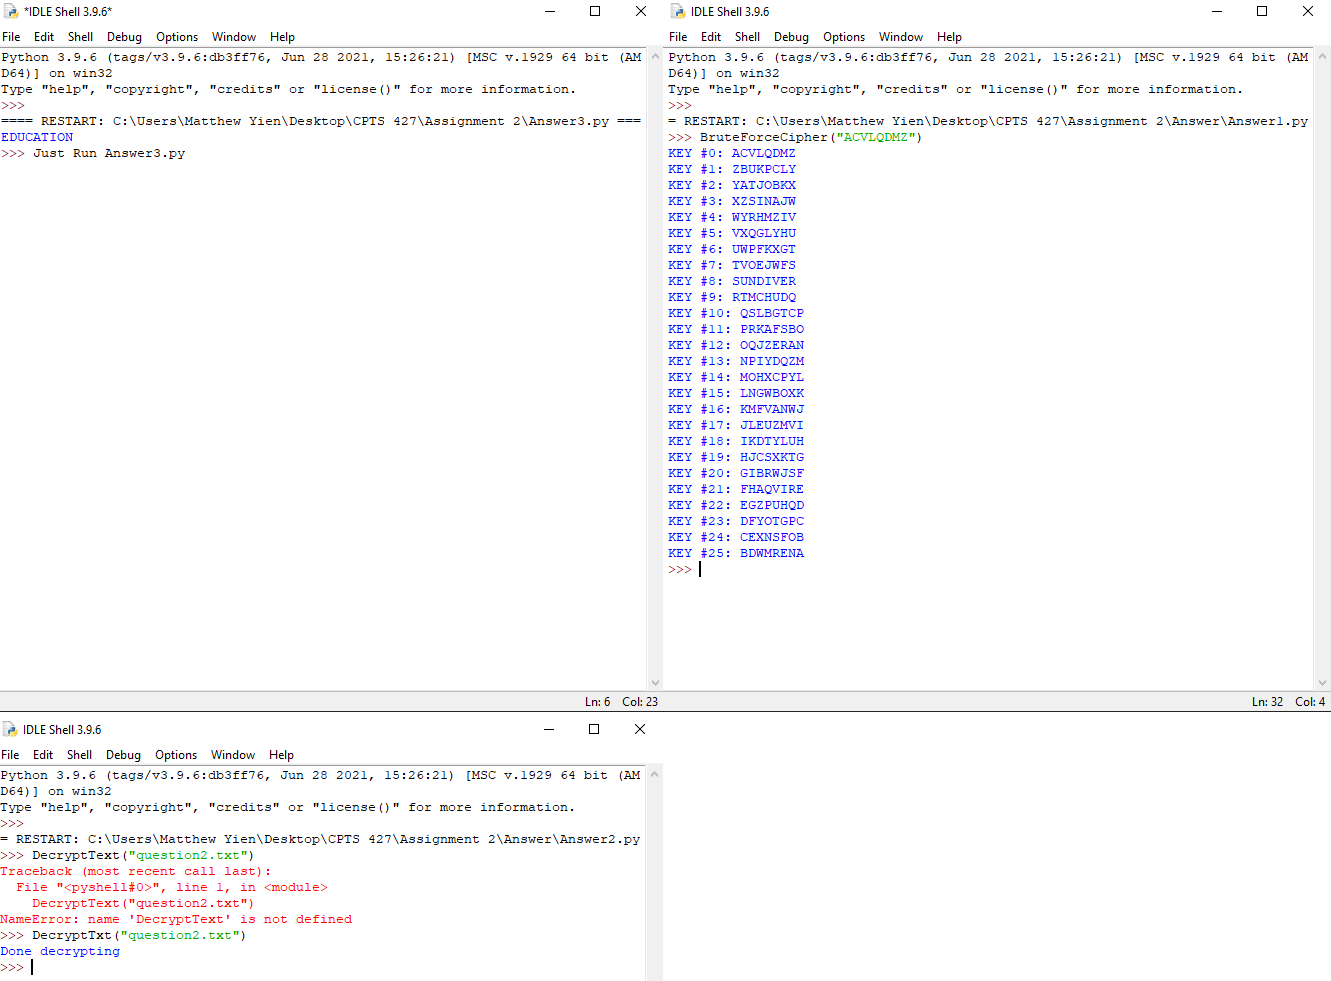 *IDLE Shell 3.9.6*
File Edit Shell Debug Options Window Help
Python 3.9.6 (tags/v3.9.6:db3ff76, Jun 28 2021, 15:26:21) [MSC v.1929 64 bit (AM
D64)] on win32
Type "help", "copyright", "credits" or "license()" for more information.
>>>
==== RESTART: C:\Users\Matthew Yien\Desktop\CPTS 427\Assignment 2\Answer3.py ===
EDUCATION
>>> Just Run Answer3.py
Ln: 6 Col: 23
IDLE Shell 3.9.6
File Edit Shell Debug Options Window Help
Python 3.9.6 (tags/v3.9.6:db3ff76, Jun 28 2021, 15:26:21) [MSC v.1929 64 bit (AM
D64)] on win32
Type "help", "copyright", "credits" or "license()" for more information.
>>>
= RESTART: C:\Users\Matthew Yien\Desktop\CPTS 427\Assignment 2\Answer\Answer1.py
>>> BruteForceCipher("ACVLQDMZ")
KEY #0: ACVLQDMZ
KEY #1: ZBUKPCLY
KEY #2: YATJOBKX
KEY #3: XZSINAJW
KEY #4: WYRHMZIV
KEY #5: VXQGLYHU
KEY #6: UWPFKXGT
KEY #7: TVOEJWFS
KEY #8: SUNDIVER
KEY #9: RTMCHUDQ
KEY #10: QSLBGTCP
KEY #11: PRKAFSBO
KEY #12: OQJZERAN
KEY #13: NPIYDQZM
KEY #14: MOHXCPYL
KEY #15: LNGWBOXK
KEY #16: KMFVANWJ
KEY #17: JLEUZMVI
KEY #18: IKDTYLUH
KEY #19: HJCSXKTG
KEY #20: GIBRWJSF
KEY #21: FHAQVIRE
KEY #22: EGZPUHQD
KEY #23: DFYOTGPC
KEY #24: CEXNSFOB
KEY #25: BDWMRENA
>>>
Ln: 32 Col: 4
IDLE Shell 3.9.6
File Edit Shell Debug Options Window Help
Python 3.9.6 (tags/v3.9.6:db3ff76, Jun 28 2021, 15:26:21) [MSC v.1929 64 bit (AM
D64)] on win32
Type "help", "copyright", "credits" or "license()" for more information.
>>>
= RESTART: C:\Users\Matthew Yien\Desktop\CPTS 427\Assignment 2\Answer\Answer2.py
>>> DecryptText("question2.txt")
Traceback (most recent call last):
  File "<pyshell#0>", line 1, in <module>
    DecryptText("question2.txt")
NameError: name 'DecryptText' is not defined
>>> DecryptTxt("question2.txt")
Done decrypting
>>>